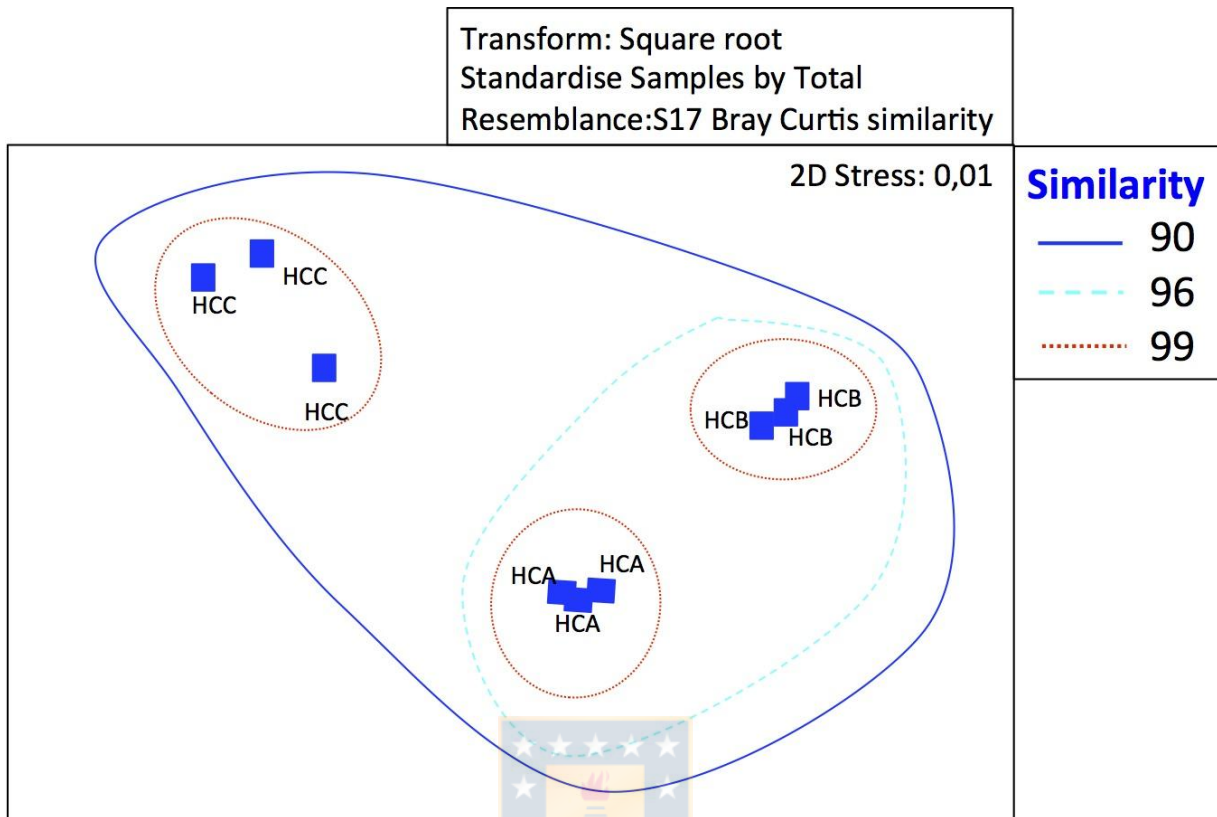 Transform: Square root
Standardise Samples by Total
Resemblance:S17 Bray Curtis similarity
2D Stress: 0,01
Similarity
90
96
99
HCC
HCC
HCC
HCB
HCB
HCB
HCA
HCA
HCA